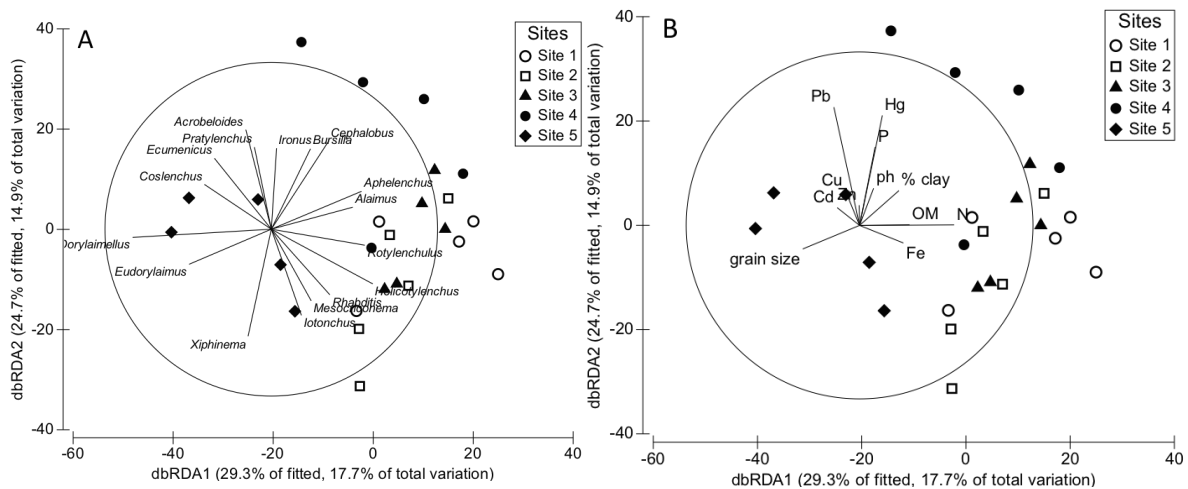 A
Sites
Site 1
Site 2
Site 3
Site 4
Site 5
40
20
0
-20
-40
dbRDA2 (24.7% of fitted, 14.9% of total variation)
Acrobeloides
Pratylenchus
Ironus
Bursilla
Cephalobus
Ecumenicus
Coslenchus
Aphelenchus
Alaimus
Dorylaimellus
Rotylenchulus
Eudorylaimus
Helicotylenchus
Rhabditis
Mesocriconema
Iotonchus
Xiphinema
-60
-40
-20
0
20
40
dbRDA1 (29.3% of fitted, 17.7% of total variation)
B
Sites
Site 1
Site 2
Site 3
Site 4
Site 5
40
20
0
-20
-40
dbRDA2 (24.7% of fitted, 14.9% of total variation)
Pb
Hg
P
Cu
ph
% clay
Cd
OM
N
Fe
grain size
-60
-40
-20
0
20
40
dbRDA1 (29.3% of fitted, 17.7% of total variation)